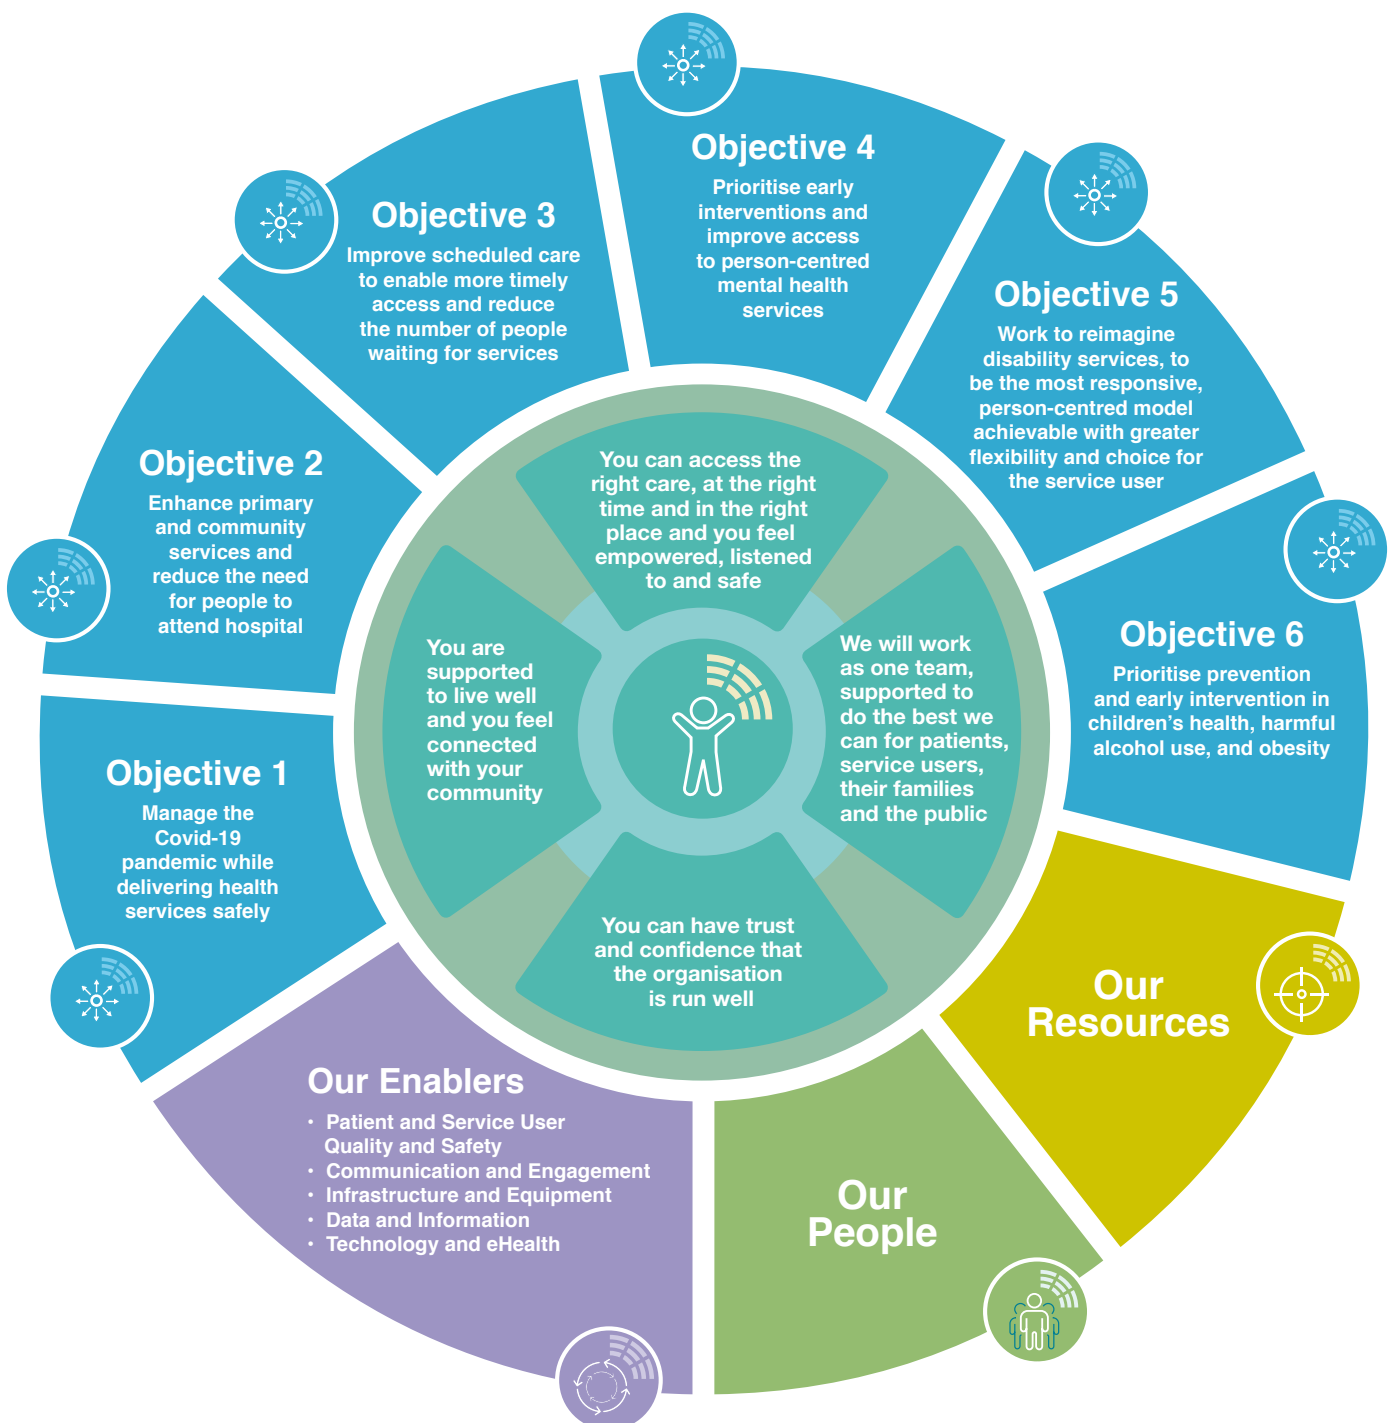 Objective 1
Manage the
Covid-19
pandemic while
delivering health
services safely
Objective 2
Enhance primary
and community
services and
reduce the need
for people to
attend hospital
Objective 3
Improve scheduled care
to enable more timely
access and reduce
the number of people
waiting for services
Objective 4
Prioritise early
interventions and
improve access
to person-centred
mental health
services
Objective 5
Work to reimagine
disability services, to
be the most responsive,
person-centred model
achievable with greater
flexibility and choice for
the service user
Objective 6
Prioritise prevention
and early intervention in
children’s health, harmful
alcohol use, and obesity
Our
Resources
Our
People
Our Enablers
• Patient and Service User
Quality and Safety
• Communication and Engagement
• Infrastructure and Equipment
• Data and Information
• Technology and eHealth
You can access the
right care, at the right
time and in the right
place and you feel
empowered, listened
to and safe
We will work
as one team,
supported to
do the best we
can for patients,
service users,
their families
and the public
You can have trust
and confidence that
the organisation
is run well
You are
supported
to live well
and you feel
connected
with your
community